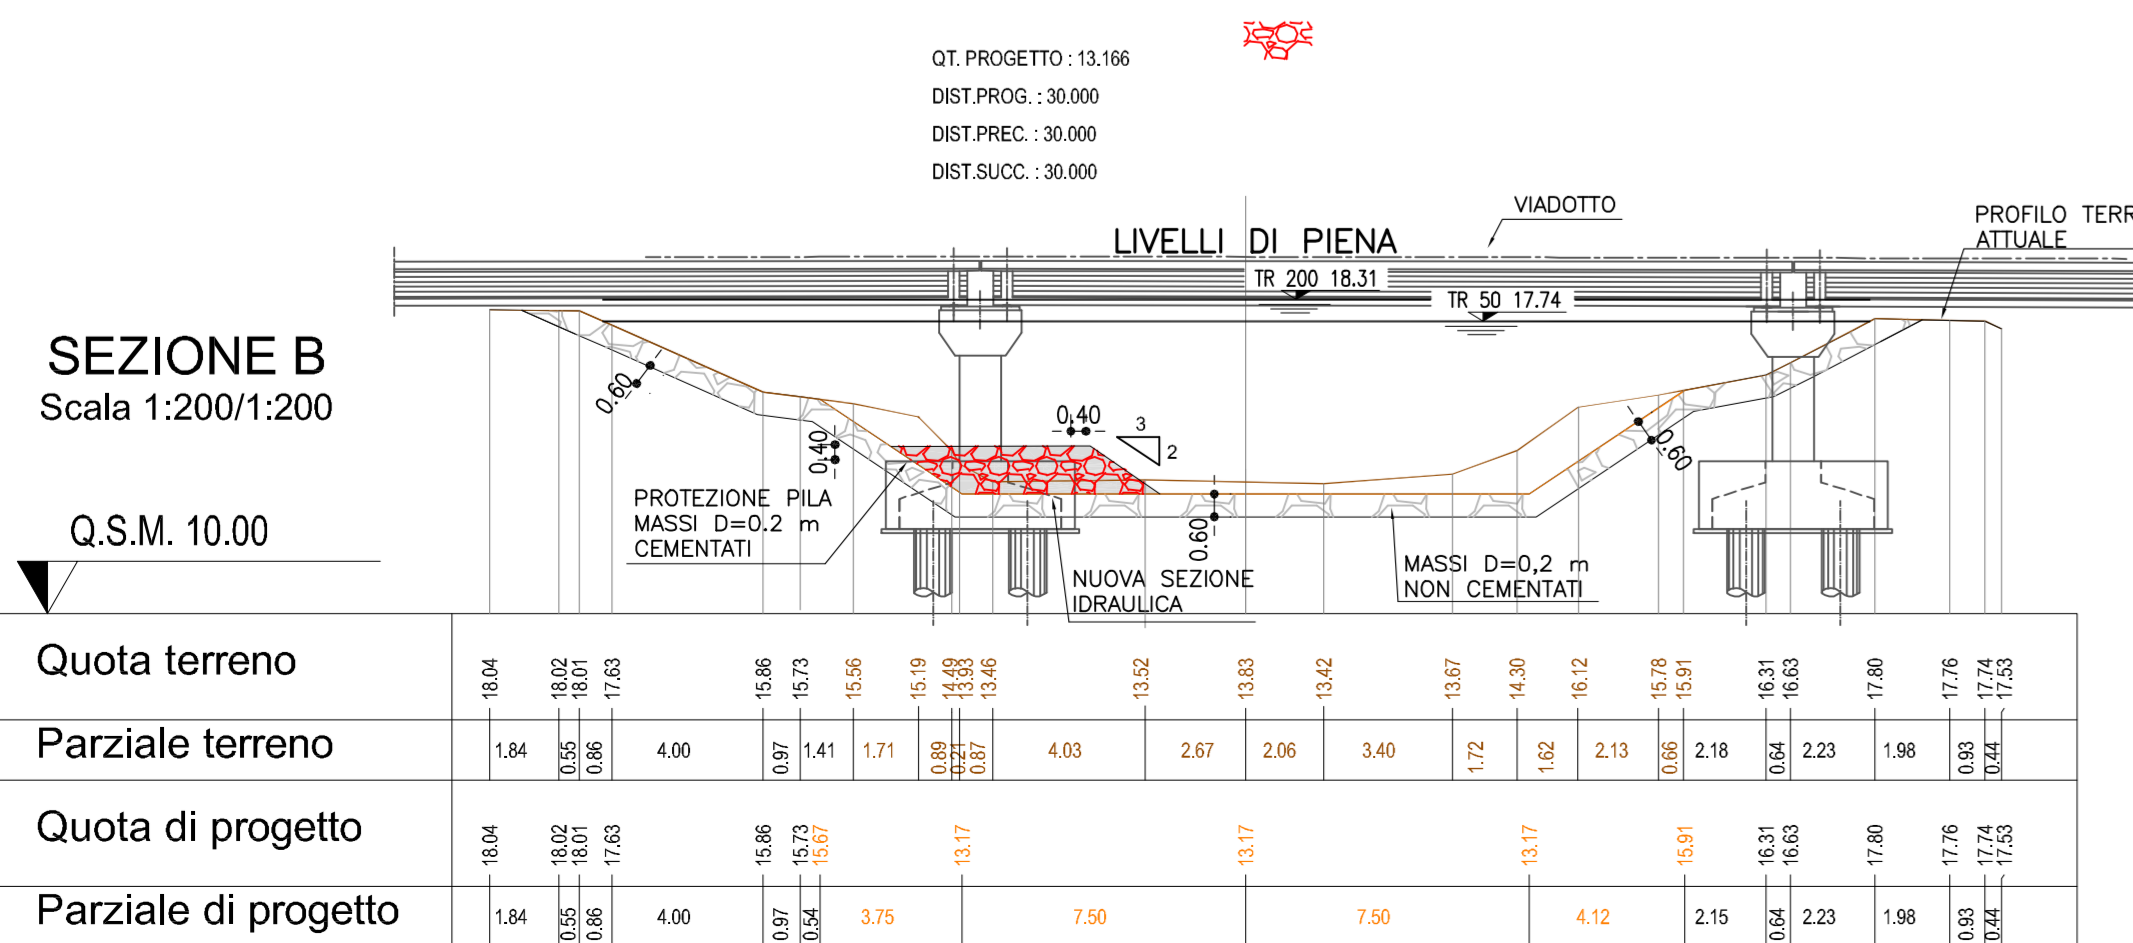 QT. PROGETTO : 13.166
DIST.PROG. : 30.000
DIST.PREC. : 30.000
DIST.SUCC. : 30.000
VIADOTTO
PROFILO TERR
ATTUALE
LIVELLI DI PIENA
TR 200 18.31
TR 50 17.74
SEZIONE B
Scala 1:200/1:200
0.60
0.40
0.40
3
2
0.60
PROTEZIONE PILA
MASSI D=0.2 m
CEMENTATI
0.60
MASSI D=0,2 m
NON CEMENTATI
NUOVA SEZIONE
IDRAULICA
Q.S.M. 10.00
Quota terreno 18.04 18.02 18.01 17.63 15.86 15.73 15.56 15.19 14.49 13.93 13.46 13.52 13.83 13.42 13.67 14.30 16.12 15.78 15.91 16.31 16.63 17.80 17.76 17.74 17.53
Parziale terreno 1.84 0.55 0.86 4.00 0.97 1.41 1.71 0.89 0.21 0.87 4.03 2.67 2.06 3.40 1.72 1.62 2.13 0.66 2.18 0.64 2.23 1.98 0.93 0.44
Quota di progetto 18.04 18.02 18.01 17.63 15.86 15.73 15.67 13.17 13.17 13.17 15.91 16.31 16.63 17.80 17.76 17.74 17.53
Parziale di progetto 1.84 0.55 0.86 4.00 0.97 0.54 3.75 7.50 7.50 4.12 2.15 0.64 2.23 1.98 0.93 0.44